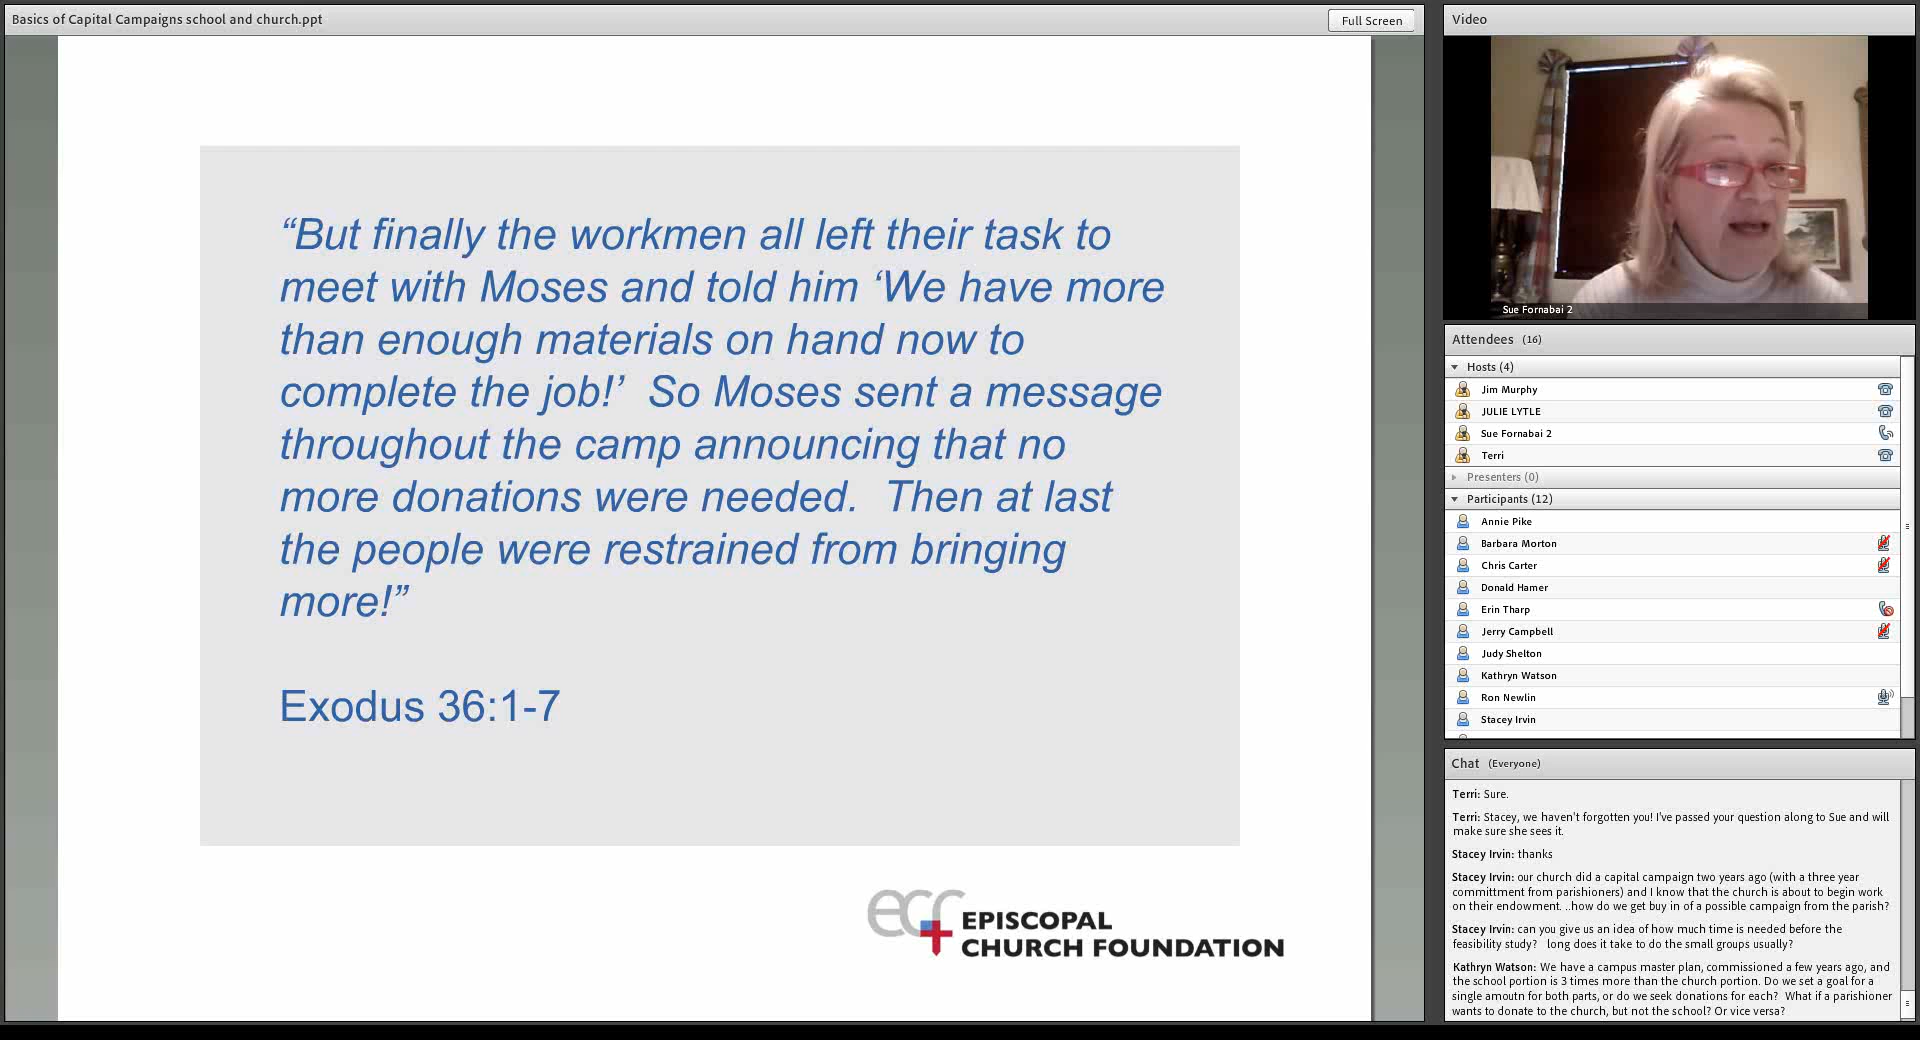 Basics of Capital Campaigns school and church.ppt
Full Screen
“But finally the workmen all left their task to
meet with Moses and told him ‘We have more
than enough materials on hand now to
complete the job!’  So Moses sent a message
throughout the camp announcing that no
more donations were needed.  Then at last
the people were restrained from bringing
more!”
Exodus 36:1-7
ecf EPISCOPAL
CHURCH FOUNDATION
Video
Sue Fornabai 2
Attendees (16)
Hosts (4)
Jim Murphy
JULIE LYTLE
Sue Fornabai 2
Terri
Presenters (0)
Participants (12)
Annie Pike
Barbara Morton
Chris Carter
Donald Hamer
Erin Tharp
Jerry Campbell
Judy Shelton
Kathryn Watson
Ron Newlin
Stacey Irvin
Chat (Everyone)
Terri: Sure.
Terri: Stacey, we haven't forgotten you! I've passed your question along to Sue and will
make sure she sees it.
Stacey Irvin: thanks
Stacey Irvin: our church did a capital campaign two years ago (with a three year
committment from parishioners) and I know that the church is about to begin work
on their endowment. ..how do we get buy in of a possible campaign from the parish?
Stacey Irvin: can you give us an idea of how much time is needed before the
feasibility study?  long does it take to do the small groups usually?
Kathryn Watson: We have a campus master plan, commissioned a few years ago, and
the school portion is 3 times more than the church portion. Do we set a goal for a
single amoutn for both parts, or do we seek donations for each?  What if a parishioner
wants to donate to the church, but not the school? Or vice versa?